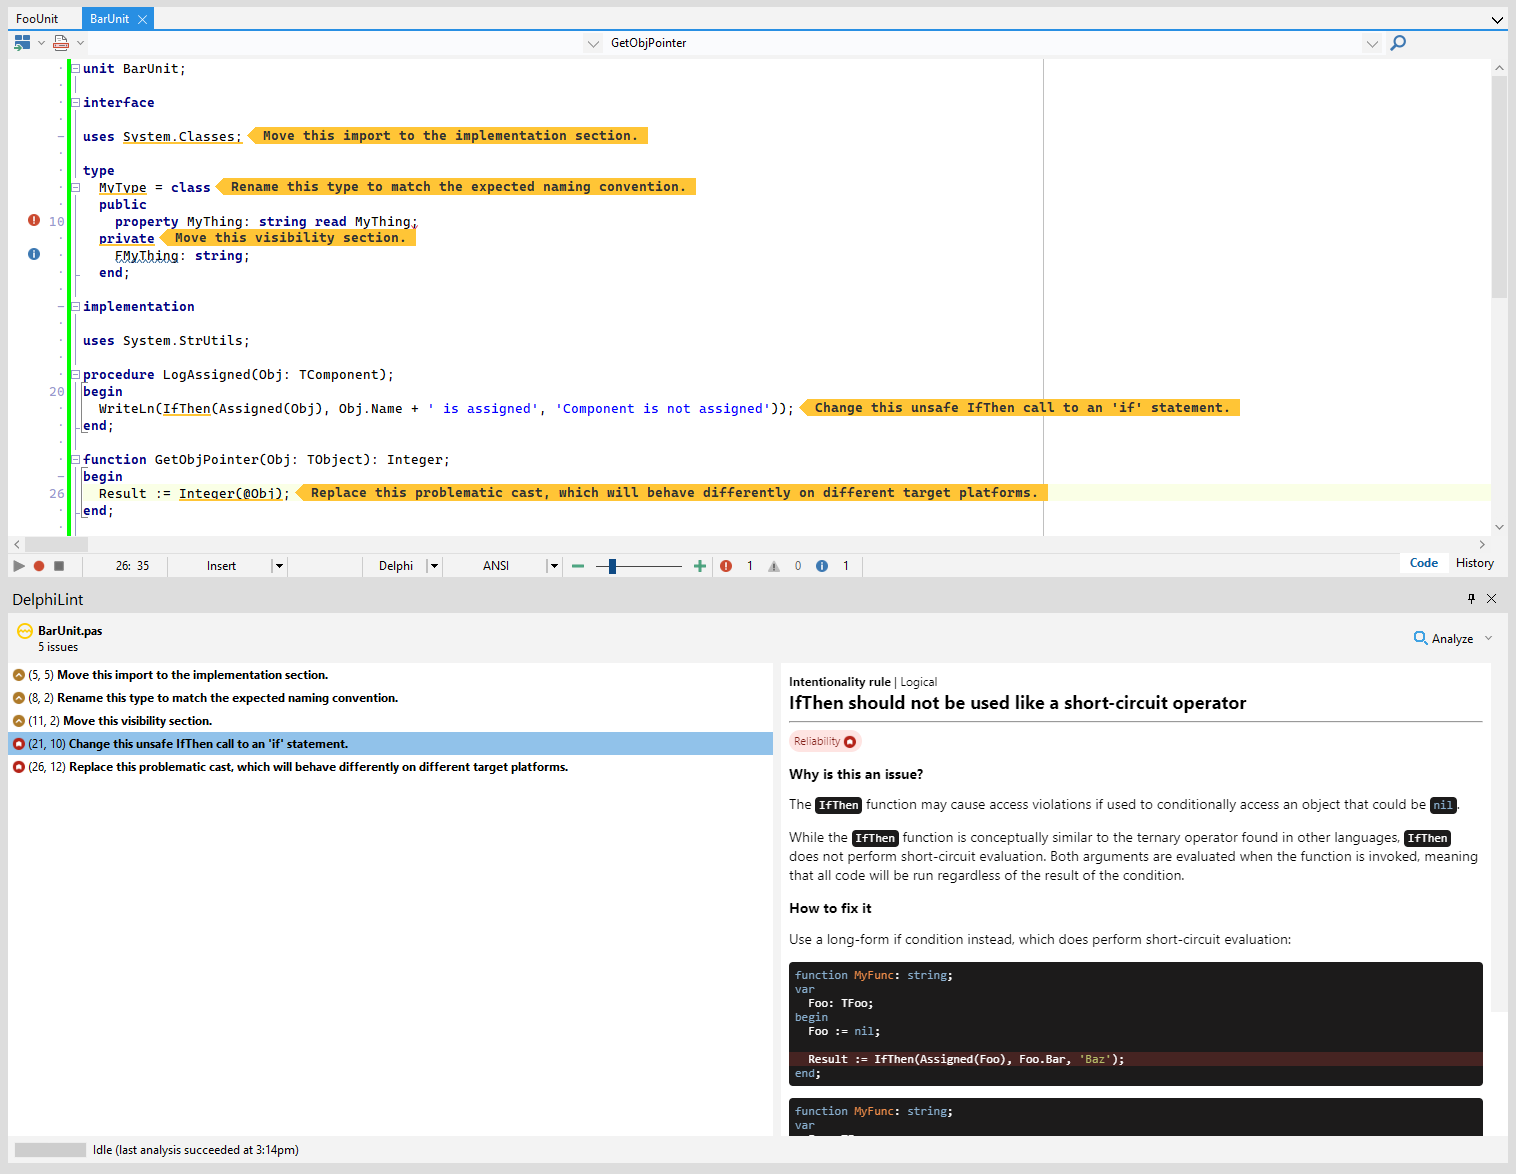 FooUnit
BarUnit
GetObjPointer
unit BarUnit;
interface
uses System.Classes; Move this import to the implementation section.
type
MyType = class Rename this type to match the expected naming convention.
public
10 property MyThing: string read MyThing;
private Move this visibility section.
FMyThing: string;
end;
implementation
uses System.StrUtils;
procedure LogAssigned(Obj: TComponent);
20 begin
WriteLn(IfThen(Assigned(Obj), Obj.Name + ' is assigned', 'Component is not assigned')); Change this unsafe IfThen call to an 'if' statement.
end;
function GetObjPointer(Obj: TObject): Integer;
begin
26 Result := Integer(@Obj); Replace this problematic cast, which will behave differently on different target platforms.
end;
26: 35 Insert Delphi ANSI 1 0 1 Code History
DelphiLint
BarUnit.pas
5 issues
Analyze
(5, 5) Move this import to the implementation section.
(8, 2) Rename this type to match the expected naming convention.
(11, 2) Move this visibility section.
(21, 10) Change this unsafe IfThen call to an 'if' statement.
(26, 12) Replace this problematic cast, which will behave differently on different target platforms.
Intentionality rule | Logical
IfThen should not be used like a short-circuit operator
Reliability
Why is this an issue?
The IfThen function may cause access violations if used to conditionally access an object that could be nil.
While the IfThen function is conceptually similar to the ternary operator found in other languages, IfThen
does not perform short-circuit evaluation. Both arguments are evaluated when the function is invoked, meaning
that all code will be run regardless of the result of the condition.
How to fix it
Use a long-form if condition instead, which does perform short-circuit evaluation:
function MyFunc: string;
var
Foo: TFoo;
begin
Foo := nil;
Result := IfThen(Assigned(Foo), Foo.Bar, 'Baz');
end;
function MyFunc: string;
var
Idle (last analysis succeeded at 3:14pm)